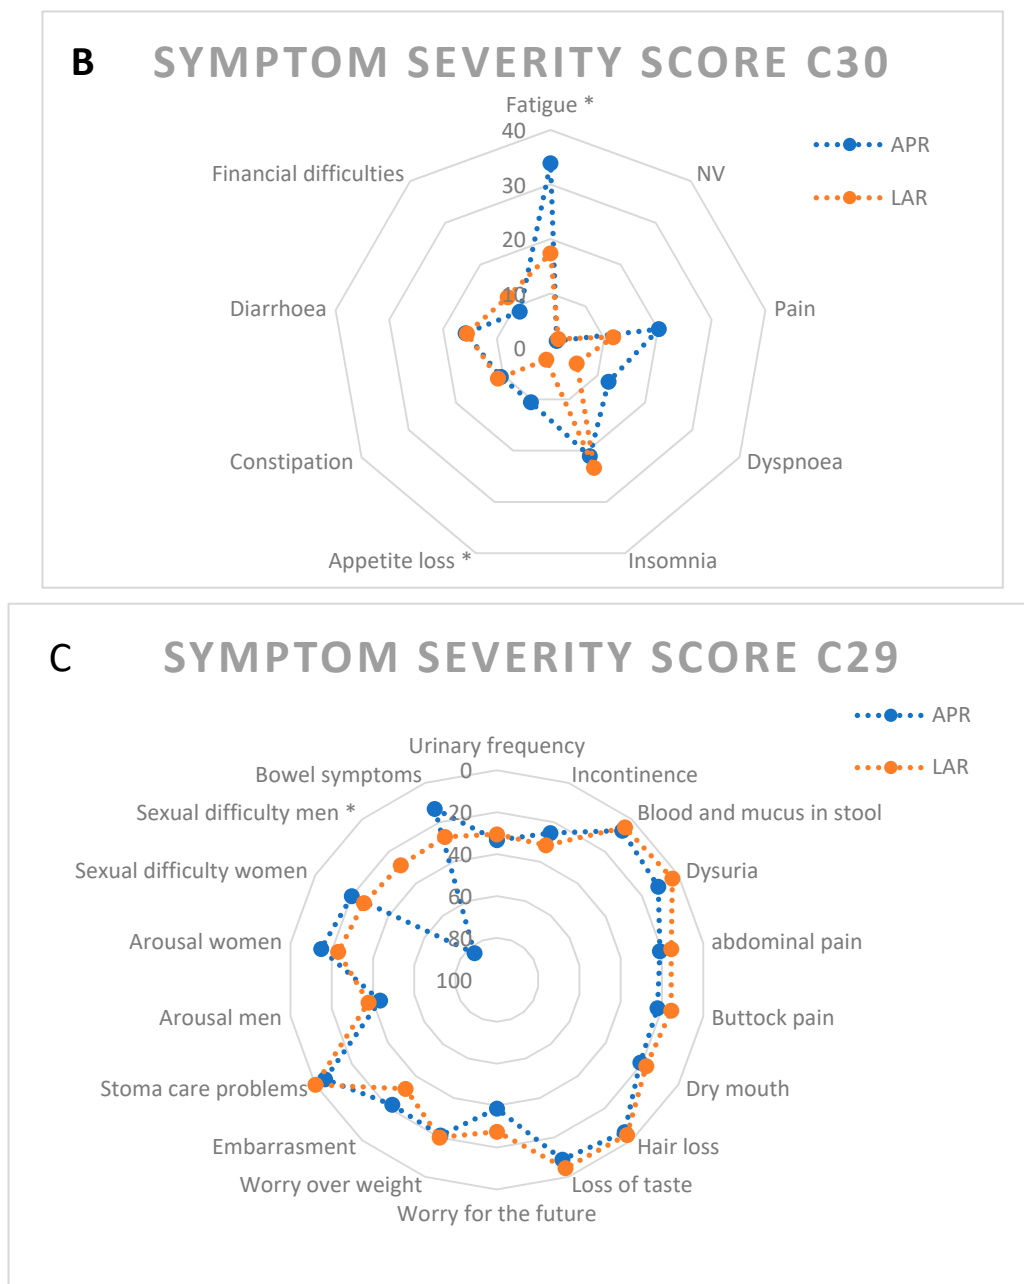 B SYMPTOM SEVERITY SCORE C30
Fatigue *
40
APR
Financial difficulties
NV
30
LAR
20
10
Diarrhoea
Pain
0
Constipation
Dyspnoea
Appetite loss *
Insomnia
C SYMPTOM SEVERITY SCORE C29
APR
Urinary frequency
LAR
Bowel symptoms
0
Incontinence
Sexual difficulty men *
20
Blood and mucus in stool
40
Sexual difficulty women
Dysuria
60
Arousal women
80
abdominal pain
100
Arousal men
Buttock pain
Stoma care problems
Dry mouth
Embarrasment
Hair loss
Worry over weight
Loss of taste
Worry for the future